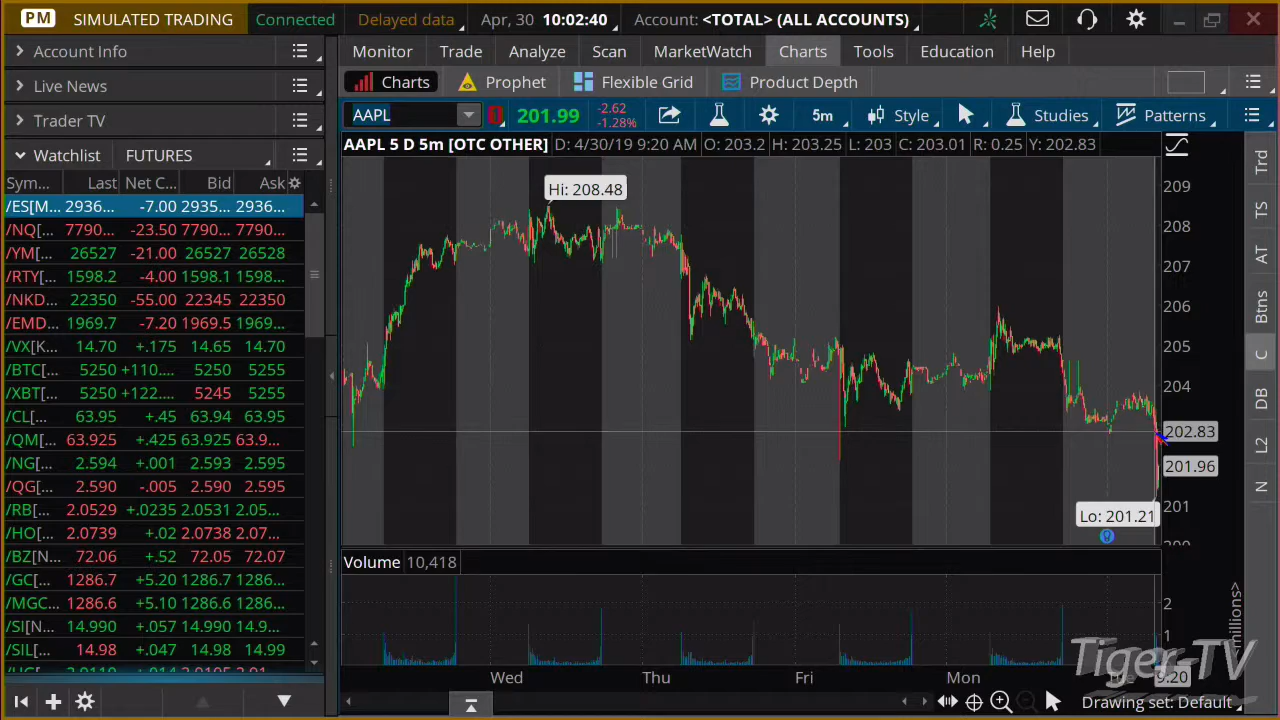 PM SIMULATED TRADING Connected Delayed data Apr, 30 10:02:40 Account: <TOTAL> (ALL ACCOUNTS)
Account Info
Live News
Trader TV
Watchlist FUTURES
Sym... Last Net C... Bid Ask
/ES[M... 2936... -7.00 2935... 2936...
/NQ[... 7790... -23.50 7790... 7790...
/YM[... 26527 -21.00 26527 26528
/RTY[... 1598.2 -4.00 1598.1 1598...
/NKD... 22350 -55.00 22345 22350
/EMD... 1969.7 -7.20 1969.5 1969...
/VX[K... 14.70 +.175 14.65 14.70
/BTC[... 5250 +110.... 5250 5255
/XBT[... 5250 +122.... 5245 5255
/CL[... 63.95 +.45 63.94 63.95
/QM[... 63.925 +.425 63.925 63.9...
/NG[... 2.594 +.001 2.593 2.595
/QG[... 2.590 -.005 2.590 2.595
/RB[... 2.0529 +.0235 2.0531 2.05...
/HO[... 2.0739 +.02 2.0738 2.07...
/BZ[N... 72.06 +.52 72.05 72.07
/GC[... 1286.7 +5.20 1286.7 1286...
/MGC... 1286.6 +5.10 1286.6 1286...
/SI[N... 14.990 +.057 14.990 14.9...
/SIL[... 14.98 +.047 14.98 14.99
Monitor Trade Analyze Scan MarketWatch Charts Tools Education Help
Charts Prophet Flexible Grid Product Depth
AAPL 201.99 -2.62 -1.28% 5m Style Studies Patterns
AAPL 5 D 5m [OTC OTHER] D: 4/30/19 9:20 AM O: 203.2 H: 203.25 L: 203 C: 203.01 R: 0.25 Y: 202.83
Hi: 208.48
209
208
207
206
205
204
202.83
201.96
201
Lo: 201.21
Volume 10,418
2
1
<millions>
Wed Thu Fri Mon 9:20
Drawing set: Default
Trd
TS
AT
Btns
C
DB
L2
N
Tiger-TV